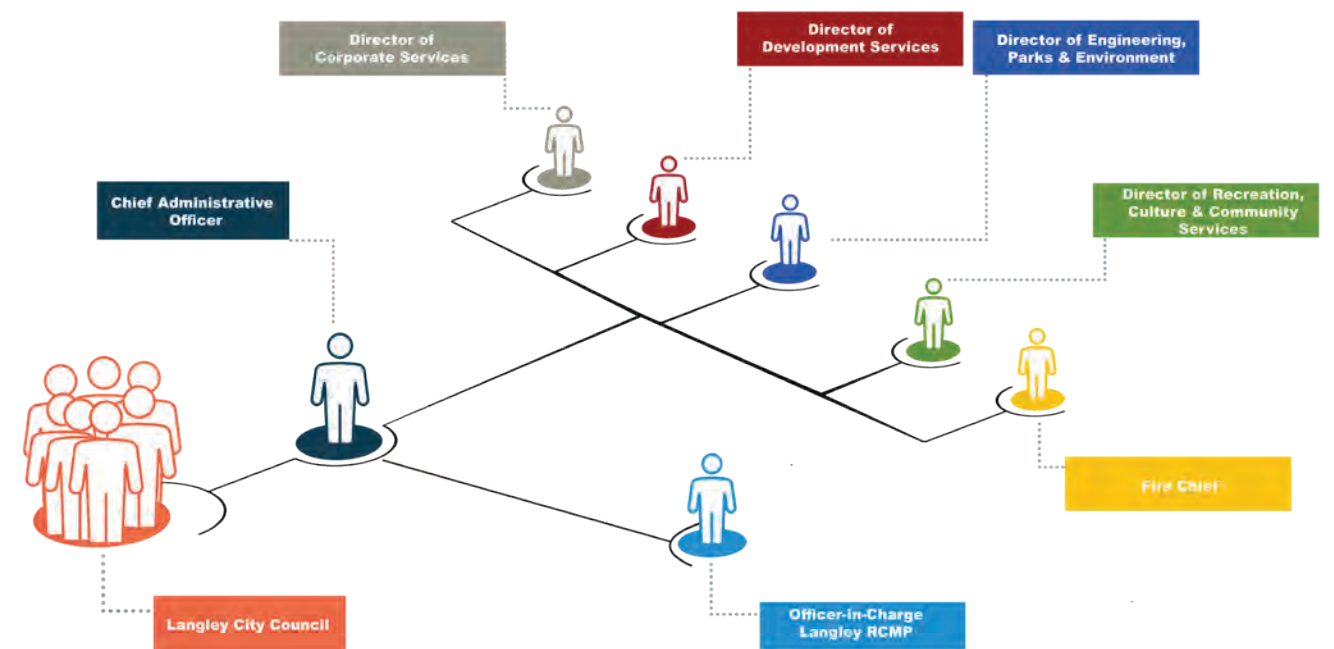 Director of
Corporate Services
Director of
Development Services
Director of Engineering,
Parks & Environment
Chief Administrative
Officer
Director of Recreation,
Culture & Community
Services
Fire Chief
Langley City Council
Officer-in-Charge
Langley RCMP